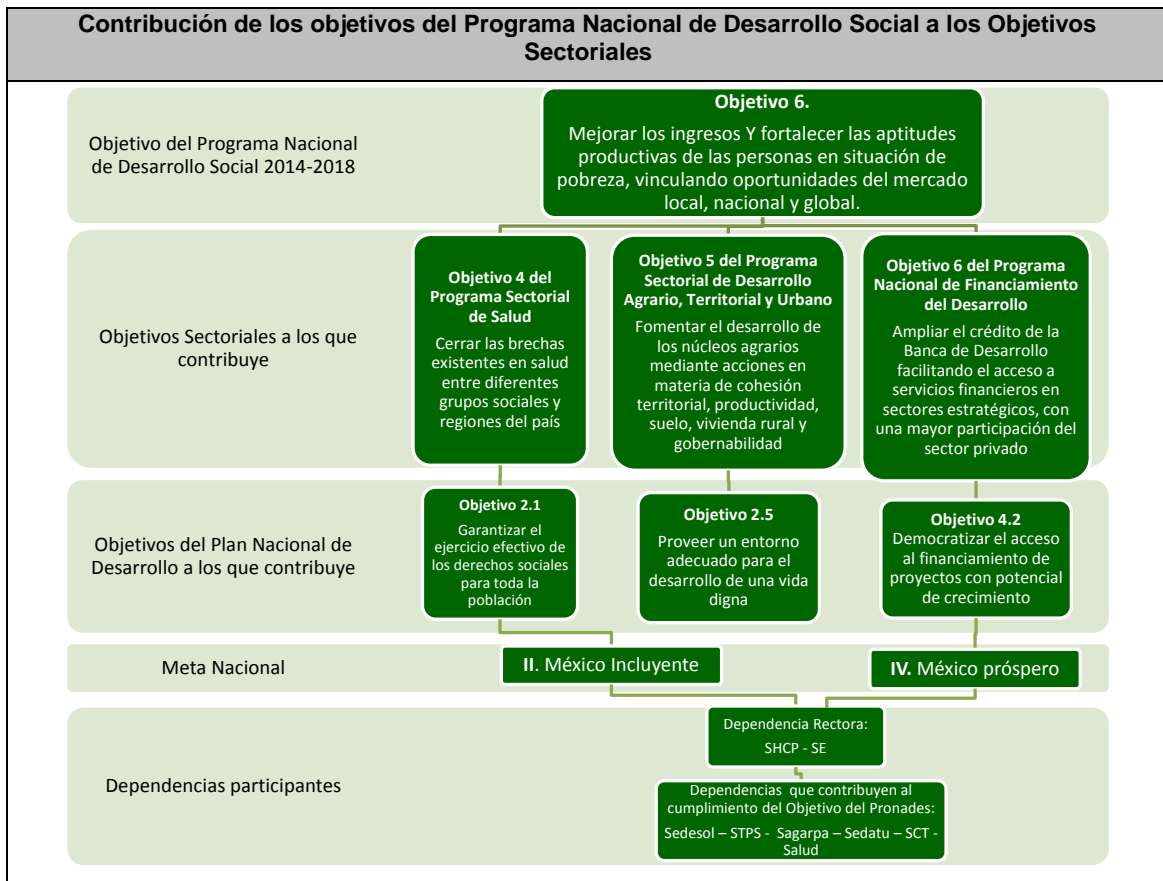 Contribución de los objetivos del Programa Nacional de Desarrollo Social a los Objetivos
Sectoriales
Objetivo del Programa Nacional
de Desarrollo Social 2014-2018
Objetivo 6.
Mejorar los ingresos Y fortalecer las aptitudes
productivas de las personas en situación de
pobreza, vinculando oportunidades del mercado
local, nacional y global.
Objetivos Sectoriales a los que
contribuye
Objetivo 4 del
Programa Sectorial
de Salud
Cerrar las brechas
existentes en salud
entre diferentes
grupos sociales y
regiones del país
Objetivo 5 del Programa
Sectorial de Desarrollo
Agrario, Territorial y Urbano
Fomentar el desarrollo de
los núcleos agrarios
mediante acciones en
materia de cohesión
territorial, productividad,
suelo, vivienda rural y
gobernabilidad
Objetivo 6 del Programa
Nacional de Financiamiento
del Desarrollo
Ampliar el crédito de la
Banca de Desarrollo
facilitando el acceso a
servicios financieros en
sectores estratégicos, con
una mayor participación del
sector privado
Objetivos del Plan Nacional de
Desarrollo a los que contribuye
Objetivo 2.1
Garantizar el
ejercicio efectivo de
los derechos sociales
para toda la
población
Objetivo 2.5
Proveer un entorno
adecuado para el
desarrollo de una vida
digna
Objetivo 4.2
Democratizar el acceso
al financiamiento de
proyectos con potencial
de crecimiento
Meta Nacional
II. México Incluyente
IV. México próspero
Dependencias participantes
Dependencia Rectora:
SHCP - SE
Dependencias que contribuyen al
cumplimiento del Objetivo del Pronades:
Sedesol – STPS - Sagarpa – Sedatu – SCT -
Salud